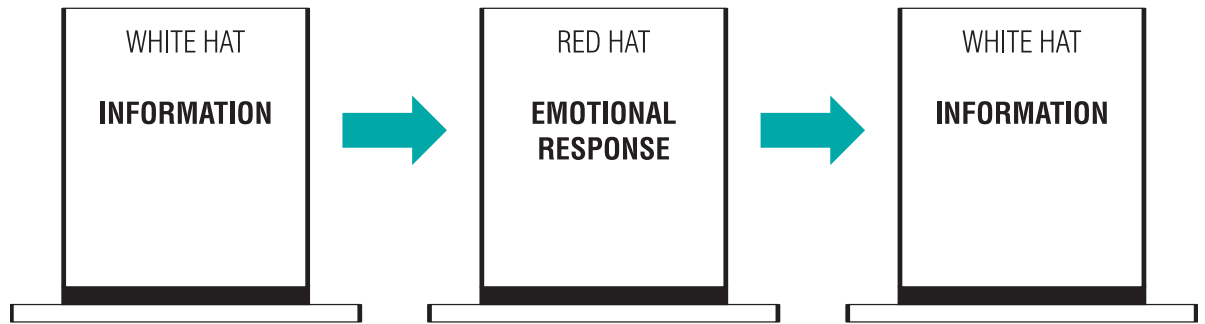 WHITE HAT
INFORMATION
RED HAT
EMOTIONAL
RESPONSE
WHITE HAT
INFORMATION